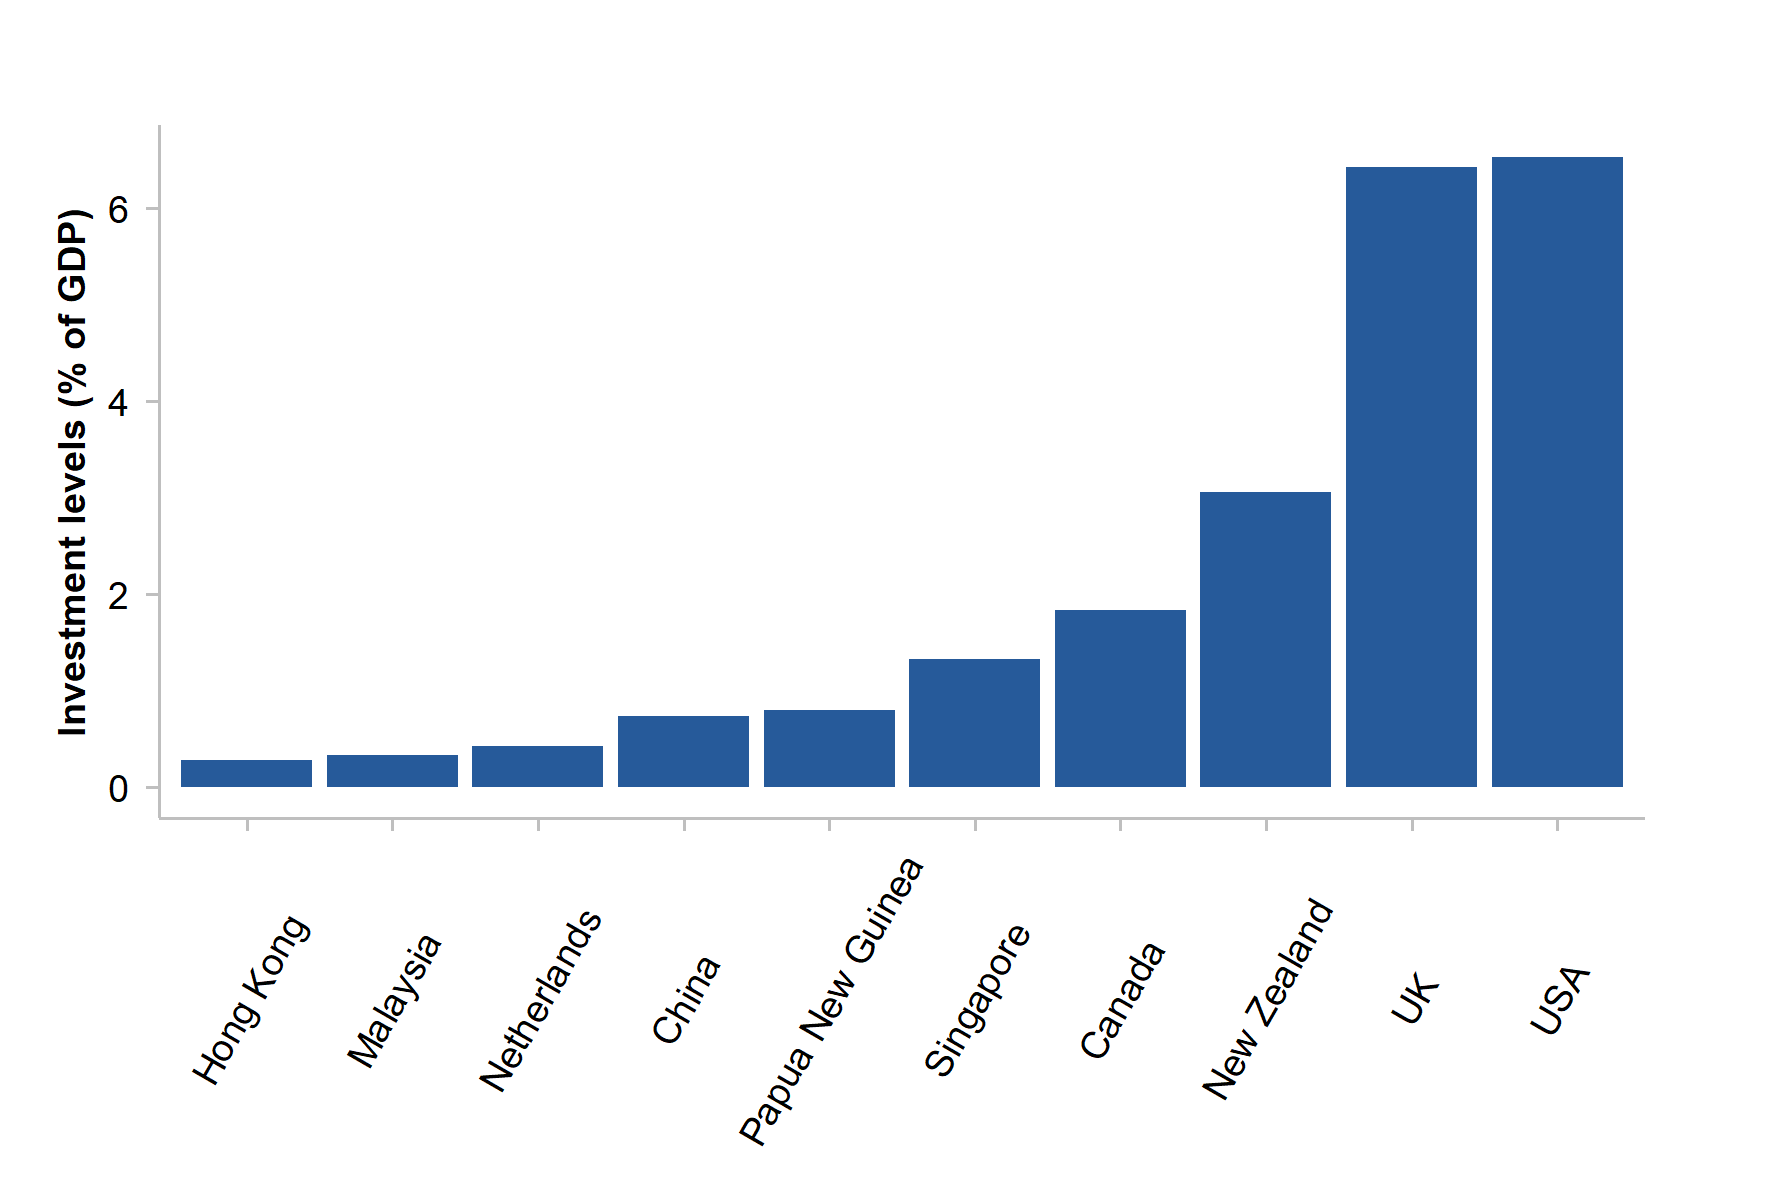 Investment levels (% of GDP)
6
4
2
0
Hong Kong
Malaysia
Netherlands
China
Papua New Guinea
Singapore
Canada
New Zealand
UK
USA